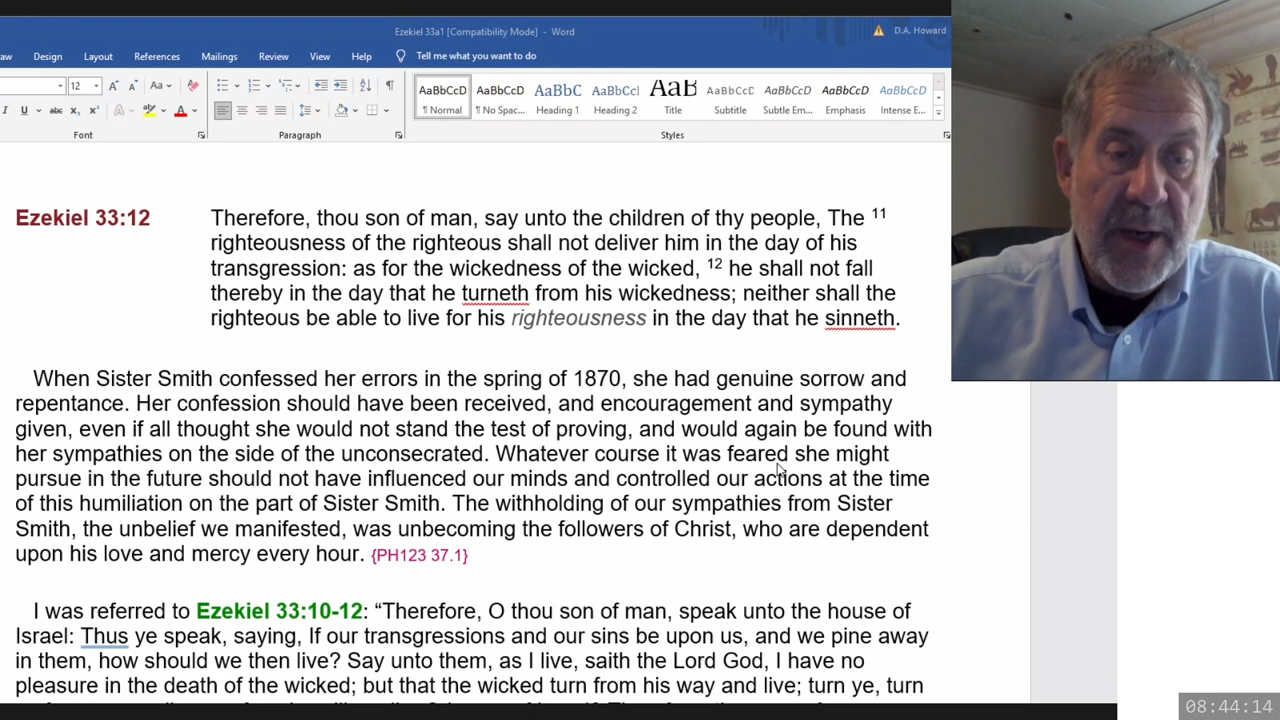 Ezekiel 33a1 [Compatibility Mode] - Word
D.A. Howard
aw Design Layout References Mailings Review View Help Tell me what you want to do
12 Aa
AaBbCcD AaBbCcD AaBbC AaBbCcl AaB AaBbCcD AaBbCcD AaBbCcD AaBbCcD
¶ Normal ¶ No Spac... Heading 1 Heading 2 Title Subtitle Subtle Em... Emphasis Intense E...
Font Paragraph Styles
Ezekiel 33:12 Therefore, thou son of man, say unto the children of thy people, The 11
righteousness of the righteous shall not deliver him in the day of his
transgression: as for the wickedness of the wicked, 12 he shall not fall
thereby in the day that he turneth from his wickedness; neither shall the
righteous be able to live for his righteousness in the day that he sinneth.
When Sister Smith confessed her errors in the spring of 1870, she had genuine sorrow and
repentance. Her confession should have been received, and encouragement and sympathy
given, even if all thought she would not stand the test of proving, and would again be found with
her sympathies on the side of the unconsecrated. Whatever course it was feared she might
pursue in the future should not have influenced our minds and controlled our actions at the time
of this humiliation on the part of Sister Smith. The withholding of our sympathies from Sister
Smith, the unbelief we manifested, was unbecoming the followers of Christ, who are dependent
upon his love and mercy every hour. {PH123 37.1}
I was referred to Ezekiel 33:10-12: “Therefore, O thou son of man, speak unto the house of
Israel: Thus ye speak, saying, If our transgressions and our sins be upon us, and we pine away
in them, how should we then live? Say unto them, as I live, saith the Lord God, I have no
pleasure in the death of the wicked; but that the wicked turn from his way and live; turn ye, turn
08:44:14